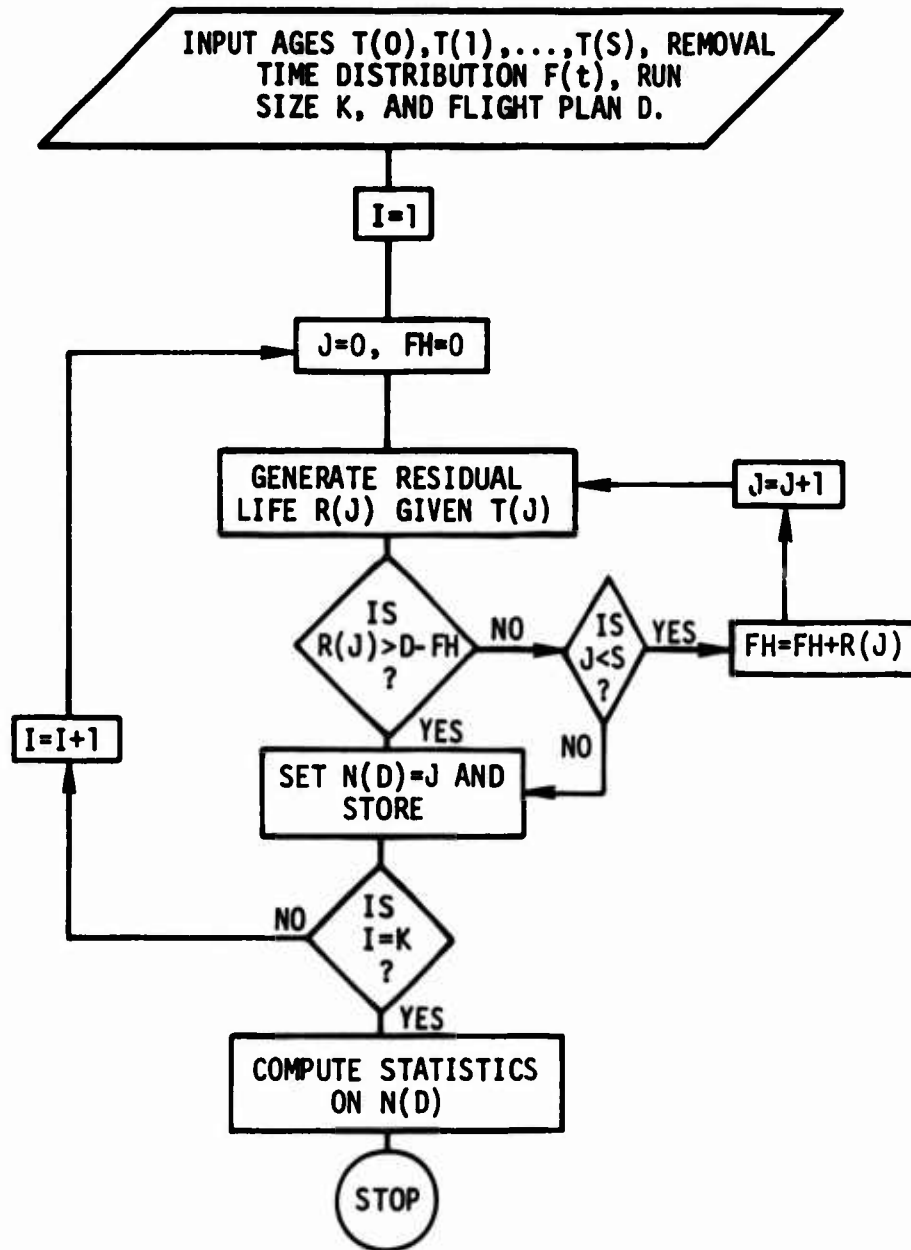 INPUT AGES T(0),T(1),...,T(S), REMOVAL
TIME DISTRIBUTION F(t), RUN
SIZE K, AND FLIGHT PLAN D.
I=1
J=0, FH=0
GENERATE RESIDUAL
LIFE R(J) GIVEN T(J)
J=J+1
IS
R(J)>D-FH
?
NO
IS
J<S
?
YES
FH=FH+R(J)
YES
NO
I=I+1
SET N(D)=J AND
STORE
NO
IS
I=K
?
YES
COMPUTE STATISTICS
ON N(D)
STOP